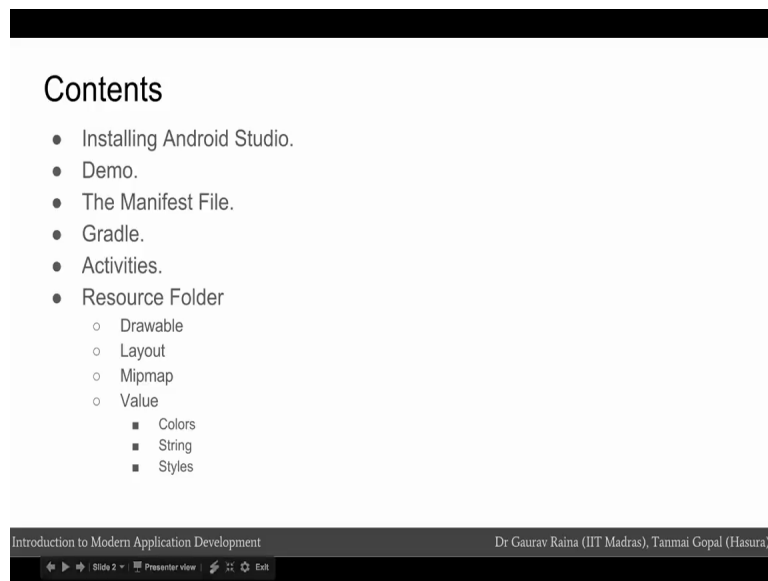 Contents
Installing Android Studio.
Demo.
The Manifest File.
Gradle.
Activities.
Resource Folder
Drawable
Layout
Mipmap
Value
Colors
String
Styles
Introduction to Modern Application Development
Dr Gaurav Raina (IIT Madras), Tanmai Gopal (Hasura)
Slide 2
Presenter view
Exit